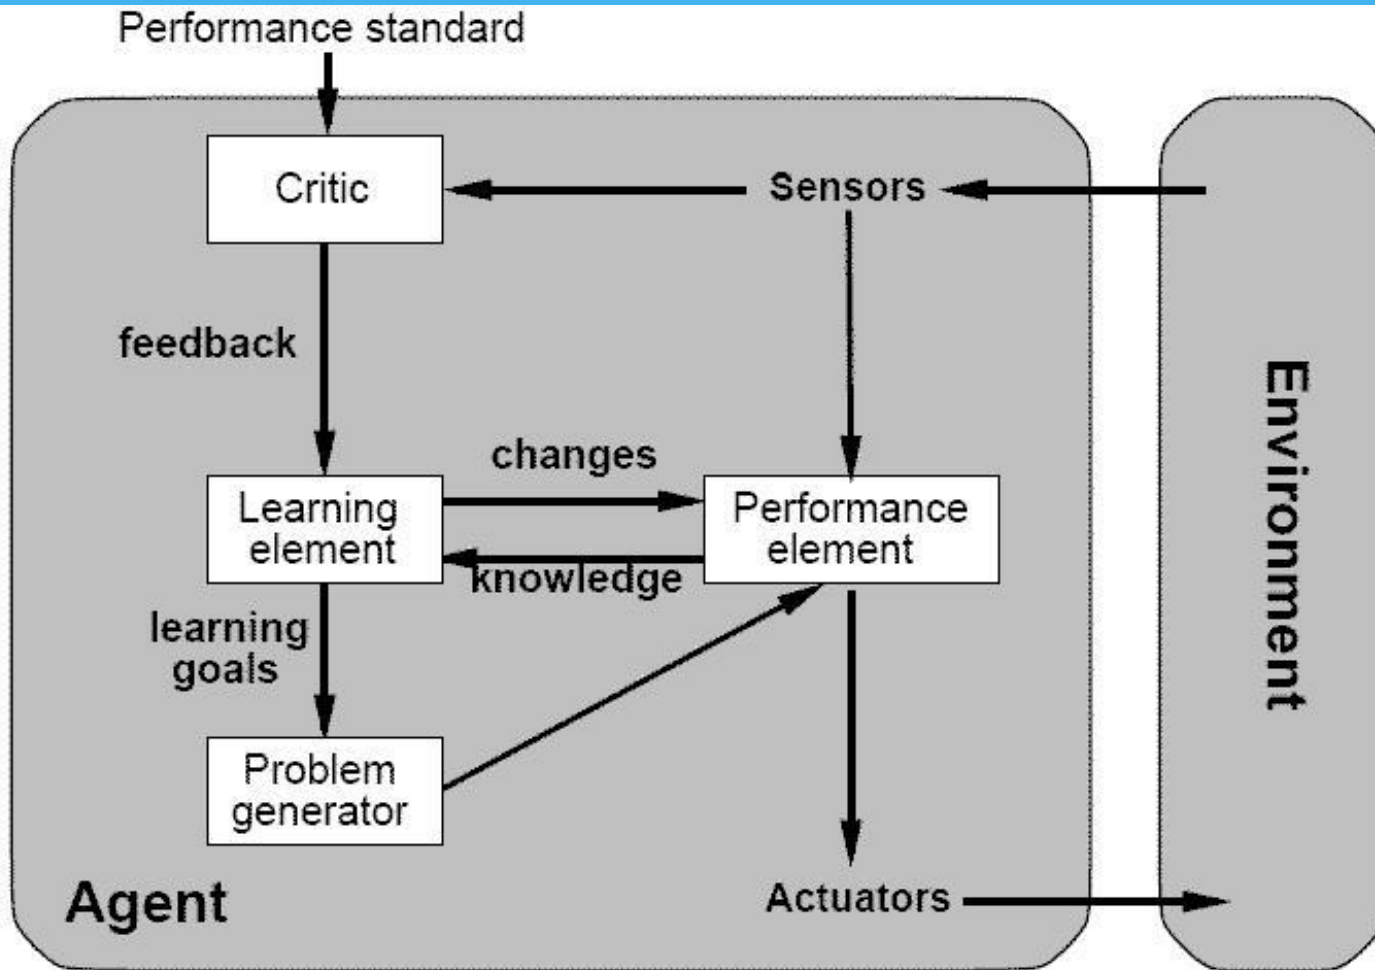 Performance standard
Critic
Sensors
feedback
changes
Learning
element
Performance
element
knowledge
learning
goals
Problem
generator
Agent
Actuators
Environment